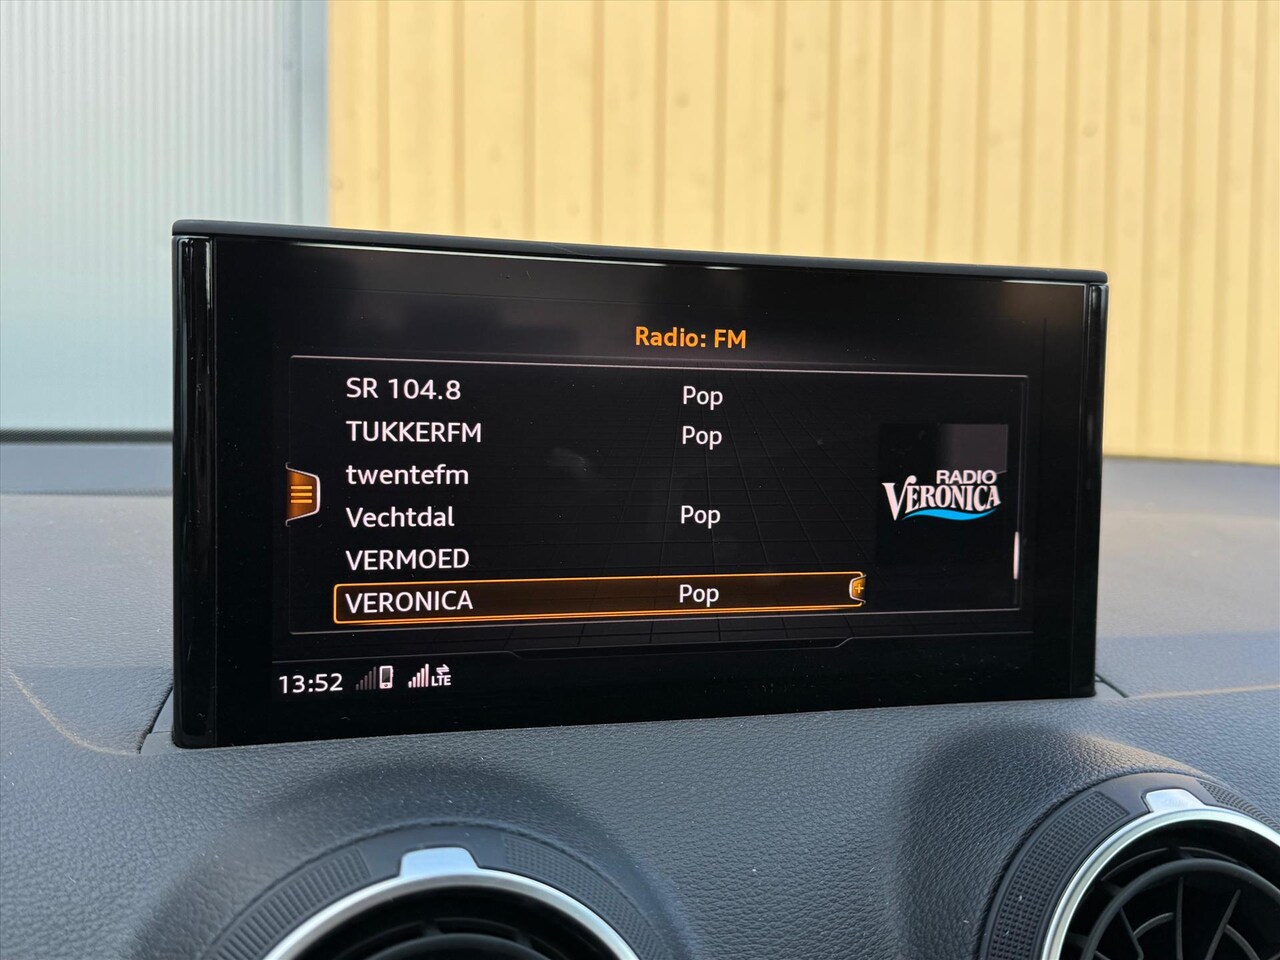 Radio: FM
SR 104.8 Pop
TUKKERFM Pop
twentefm
Vechtdal Pop
VERMOED
VERONICA Pop
RADIO
VERONICA
13:52 LTE